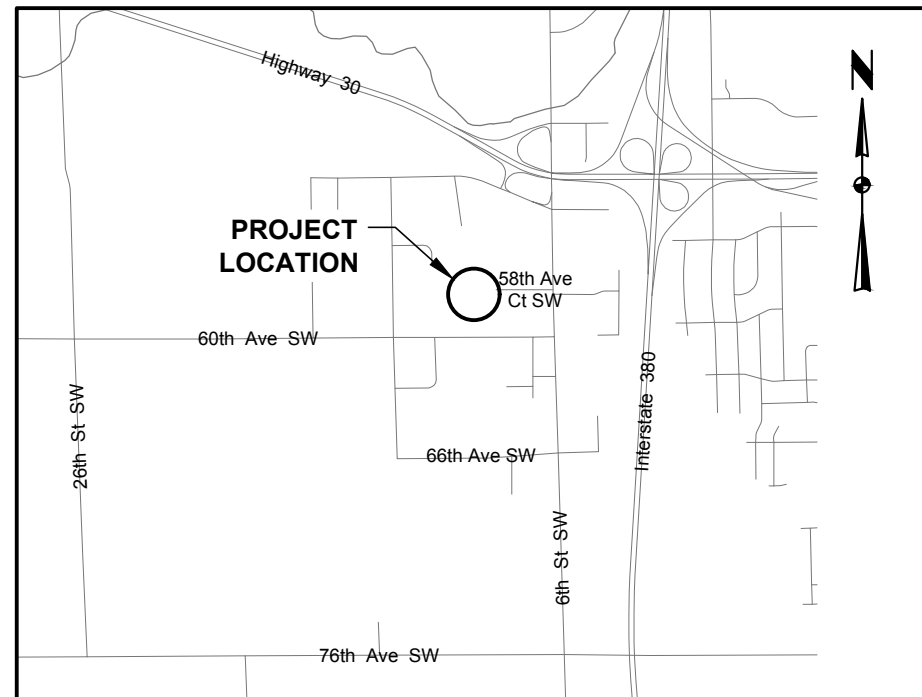 Highway 30
N
PROJECT
LOCATION
58th Ave
Ct SW
60th Ave SW
26th St SW
Interstate 380
66th Ave SW
6th St SW
76th Ave SW